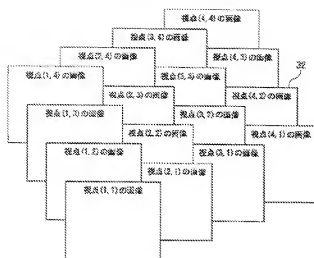 視点(4,4)の画像
視点(3,4)の画像
視点(2,4)の画像
視点(4,3)の画像
32
視点(1,4)の画像
視点(3,3)の画像
視点(2,3)の画像
視点(4,2)の画像
視点(1,3)の画像
視点(3,2)の画像
視点(2,2)の画像
視点(4,1)の画像
視点(1,2)の画像
視点(3,1)の画像
視点(2,1)の画像
視点(1,1)の画像